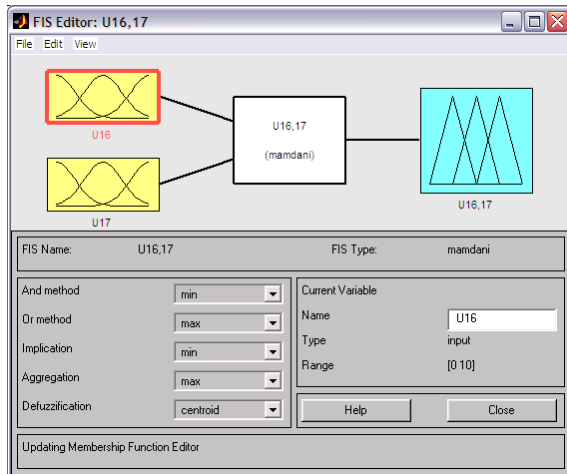 FIS Editor: U16,17
File Edit View
U16
U17
U16,17
(mamdani)
U16,17
FIS Name: U16,17 FIS Type: mamdani
And method min
Or method max
Implication min
Aggregation max
Defuzzification centroid
Current Variable
Name U16
Type input
Range [0 10]
Help Close
Updating Membership Function Editor